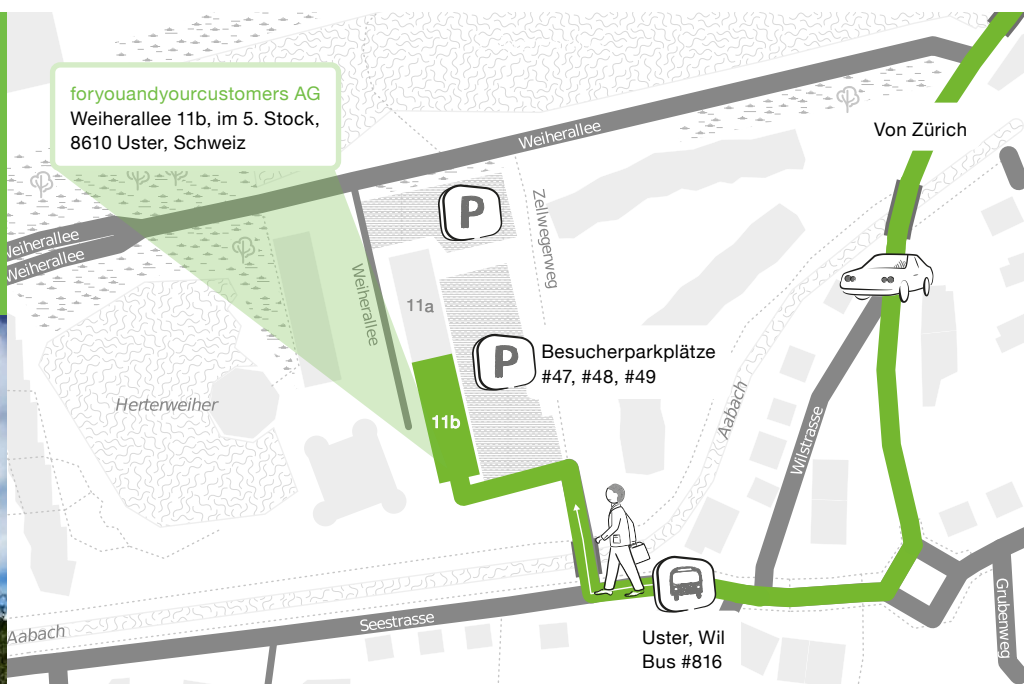 foryouandyourcustomers AG
Weiherallee 11b, im 5. Stock,
8610 Uster, Schweiz
Weiherallee
Von Zürich
P
Zellwegerweg
Weiherallee
Weiherallee
Weiherallee
11a
P
Besucherparkplätze
#47, #48, #49
Herterweiher
11b
Aabach
Wilstrasse
Aabach
Seestrasse
Grubenweg
Uster, Wil
Bus #816